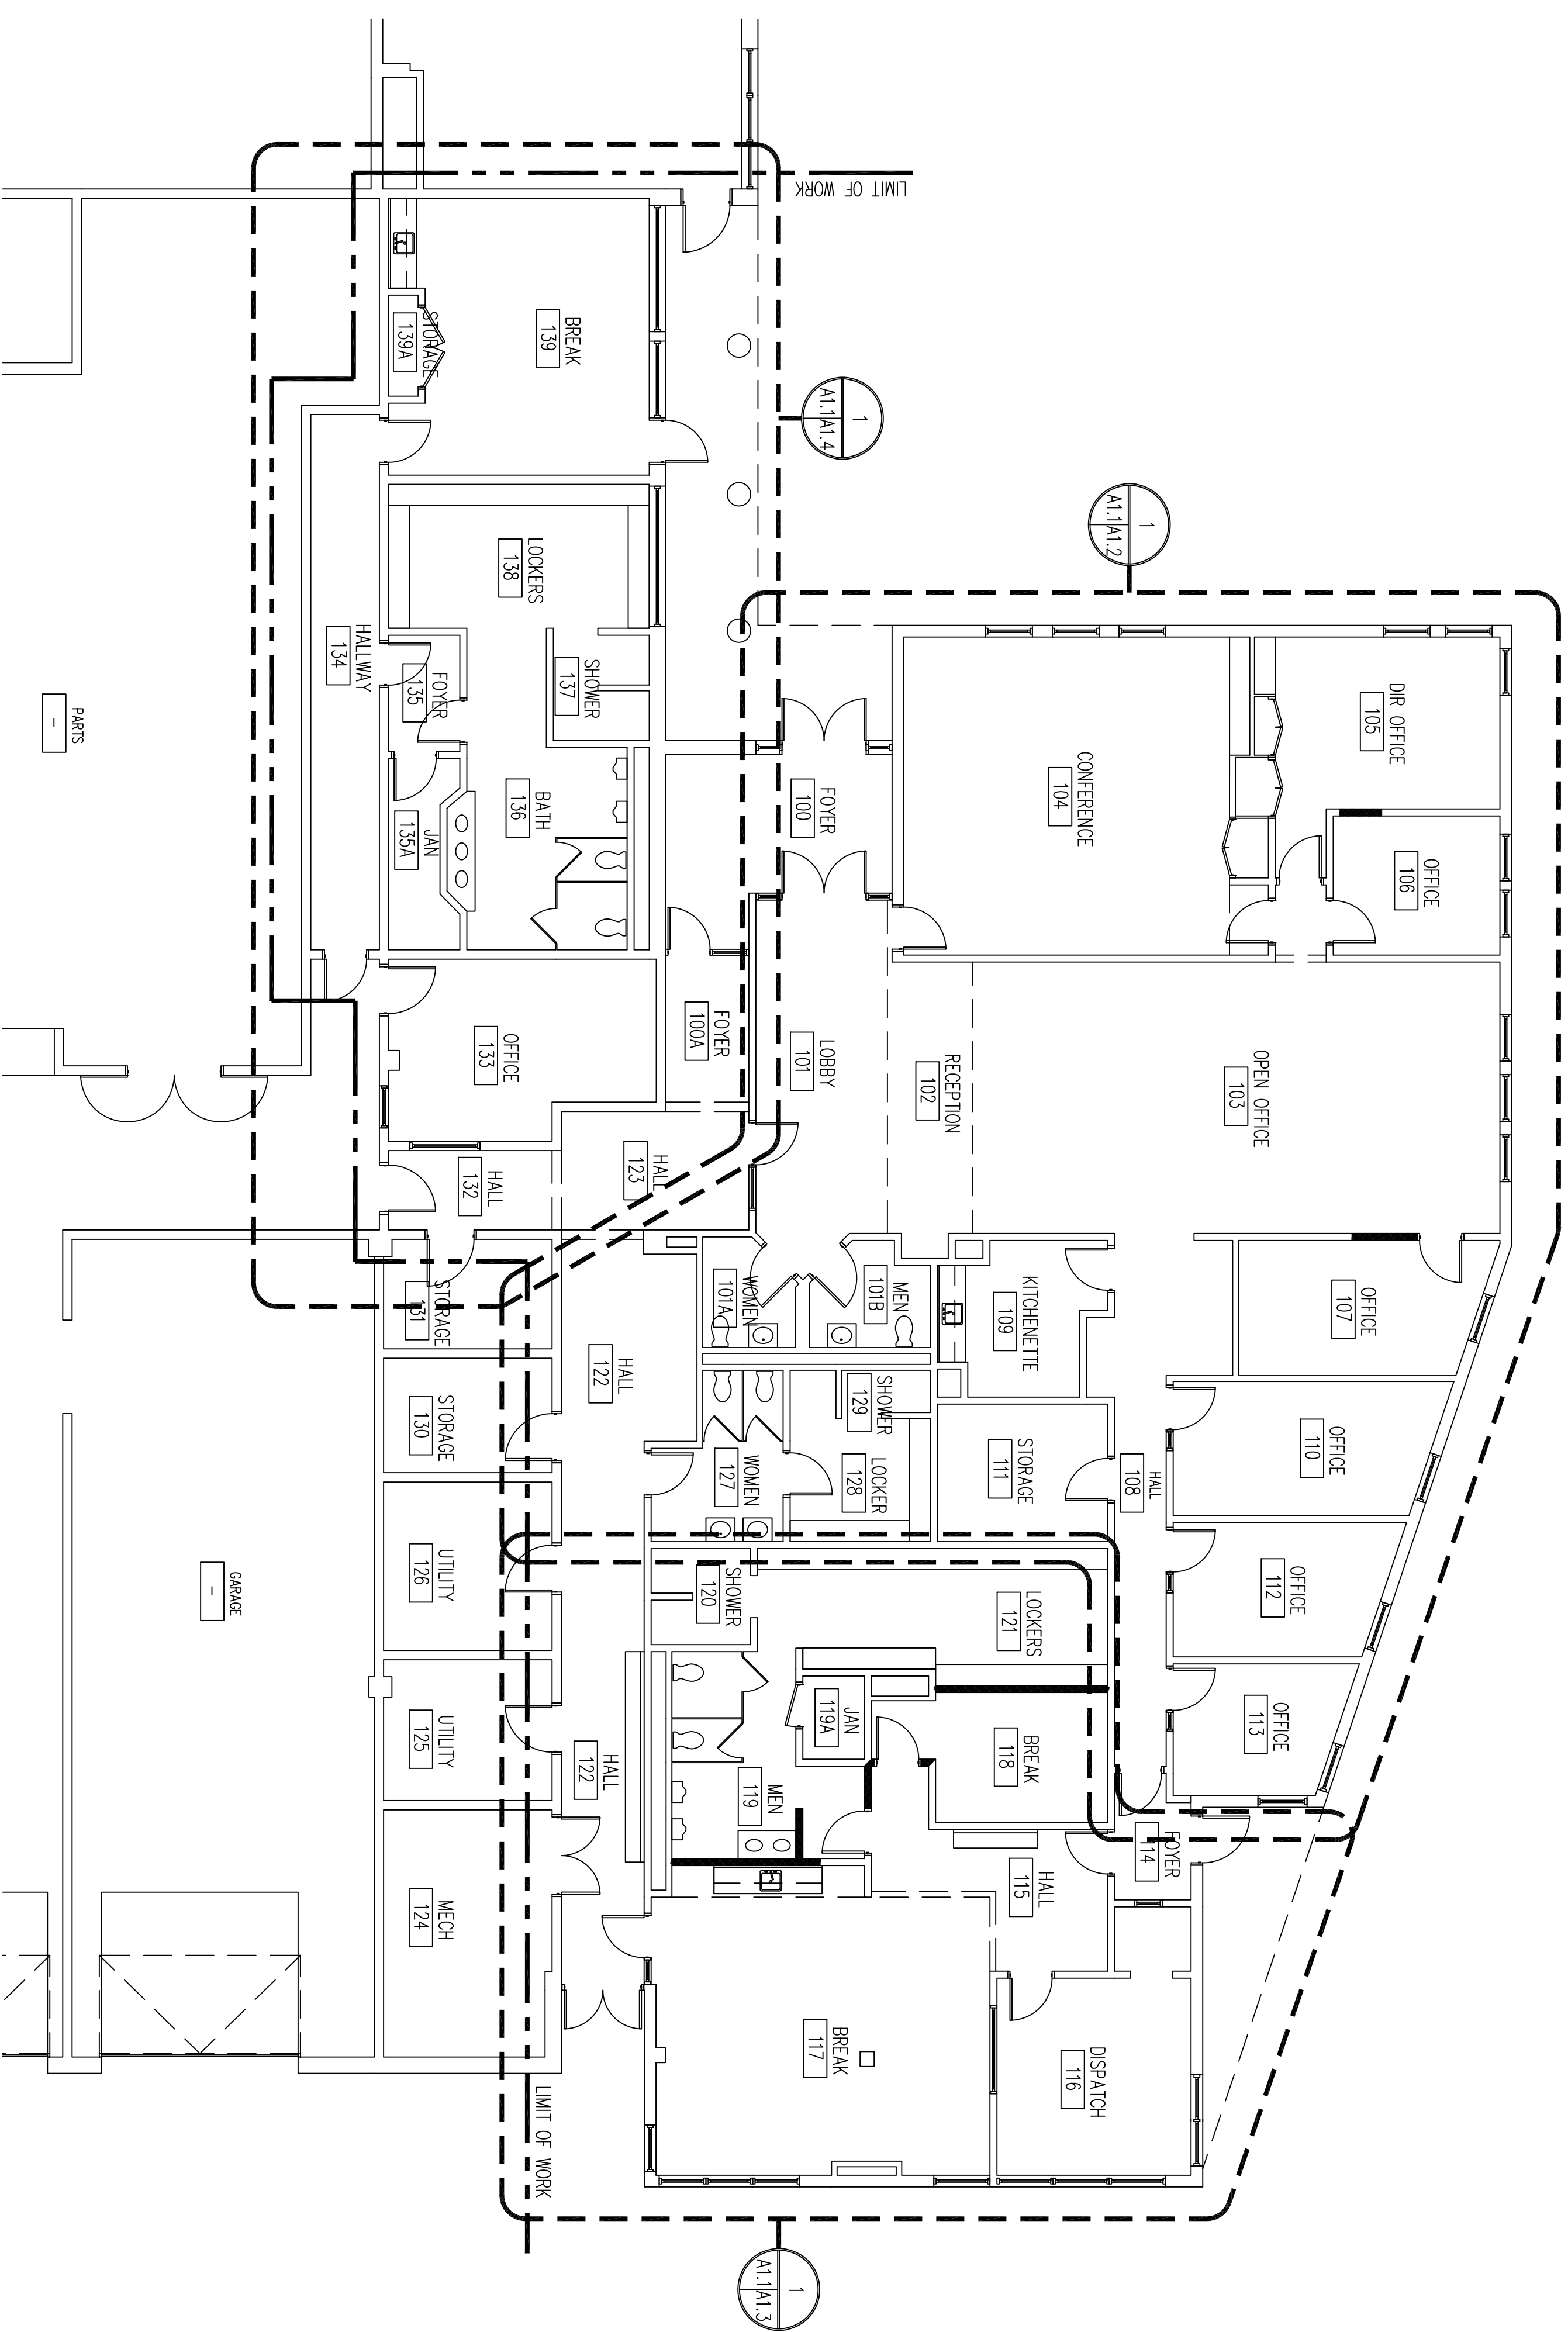 LIMIT OF WORK
BREAK
139
STORAGE
139A
1
A1.1
A1.4
1
A1.1
A1.2
LOCKERS
138
HALLWAY
134
FOYER
135
SHOWER
137
BATH
136
JAN
135A
PARTS
-
FOYER
100
CONFERENCE
104
DIR OFFICE
105
OFFICE
106
OFFICE
133
FOYER
100A
LOBBY
101
RECEPTION
102
OPEN OFFICE
103
HALL
132
HALL
123
STORAGE
131
WOMEN
101A
MEN
101B
KITCHENETTE
109
OFFICE
107
HALL
122
STORAGE
130
SHOWER
129
WOMEN
127
LOCKER
128
STORAGE
111
HALL
108
OFFICE
110
UTILITY
126
GARAGE
-
SHOWER
120
LOCKERS
121
OFFICE
112
UTILITY
125
HALL
122
JAN
119A
BREAK
118
OFFICE
113
MEN
119
FOYER
114
HALL
115
MECH
124
BREAK
117
DISPATCH
116
LIMIT OF WORK
1
A1.1
A1.3